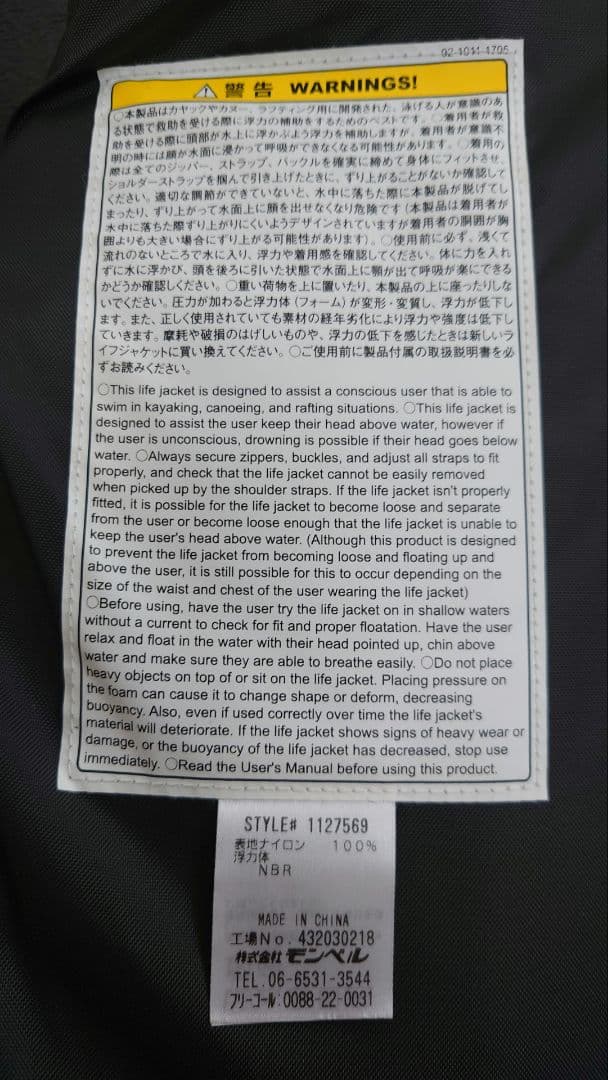 02-1011-1705
警告 WARNINGS!
○本製品はカヤックやカヌー、ラフティング用に開発された、泳げる人が意識のあ
る状態で救助を受ける際に浮力の補助をするためのベストです。○着用者が救
助を受ける際に頭部が水上に浮かぶよう浮力を補助しますが、着用者が意識不
明の時には顔が水面に浸かって呼吸ができなくなる可能性があります。○着用の
際は全てのジッパー、ストラップ、バックルを確実に締めて身体にフィットさせ、
ショルダーストラップを掴んで引き上げたときに、ずり上がることがないか確認して
ください。適切な調節ができていないと、水中に落ちた際に本製品が脱げてし
まったり、ずり上がって水面上に顔を出せなくなり危険です(本製品は着用者が
水中に落ちた際ずり上がりにくいようデザインされていますが着用者の胴囲が胸
囲よりも大きい場合にずり上がる可能性があります)。○使用前に必ず、浅くて
流れのないところで水に入り、浮力や着用感を確認してください。体に力を入れ
ずに水に浮かび、頭を後ろに引いた状態で水面上に顎が出て呼吸が楽にできる
かどうか確認しください。○重い荷物を上に置いたり、本製品の上に座ったりしな
いでください。圧力が加わると浮力体(フォーム)が変形・変質し、浮力が低下し
ます。また、正しく使用されていても素材の経年劣化により浮力や強度は低下し
ていきます。摩耗や破損のはげしいものや、浮力の低下を感じたときは新しいラ
イフジャケットに買い換えてください。○ご使用前に製品付属の取扱説明書を必
ずお読みください。
○This life jacket is designed to assist a conscious user that is able to
swim in kayaking, canoeing, and rafting situations. ○This life jacket is
designed to assist the user keep their head above water, however if
the user is unconscious, drowning is possible if their head goes below
water. ○Always secure zippers, buckles, and adjust all straps to fit
properly, and check that the life jacket cannot be easily removed
when picked up by the shoulder straps. If the life jacket isn't properly
fitted, it is possible for the life jacket to become loose and separate
from the user or become loose enough that the life jacket is unable to
keep the user's head above water. (Although this product is designed
to prevent the life jacket from becoming loose and floating up and
above the user, it is still possible for this to occur depending on the
size of the waist and chest of the user wearing the life jacket)
○Before using, have the user try the life jacket on in shallow waters
without a current to check for fit and proper floatation. Have the user
relax and float in the water with their head pointed up, chin above
water and make sure they are able to breathe easily. ○Do not place
heavy objects on top of or sit on the life jacket. Placing pressure on
the foam can cause it to change shape or deform, decreasing
buoyancy. Also, even if used correctly over time the life jacket's
material will deteriorate. If the life jacket shows signs of heavy wear or
damage, or the buoyancy of the life jacket has decreased, stop use
immediately. ○Read the User's Manual before using this product.
STYLE# 1127569
表地ナイロン 100%
浮力体
NBR
MADE IN CHINA
工場No. 432030218
株式会社モンベル
TEL.06-6531-3544
フリーコール:0088-22-0031